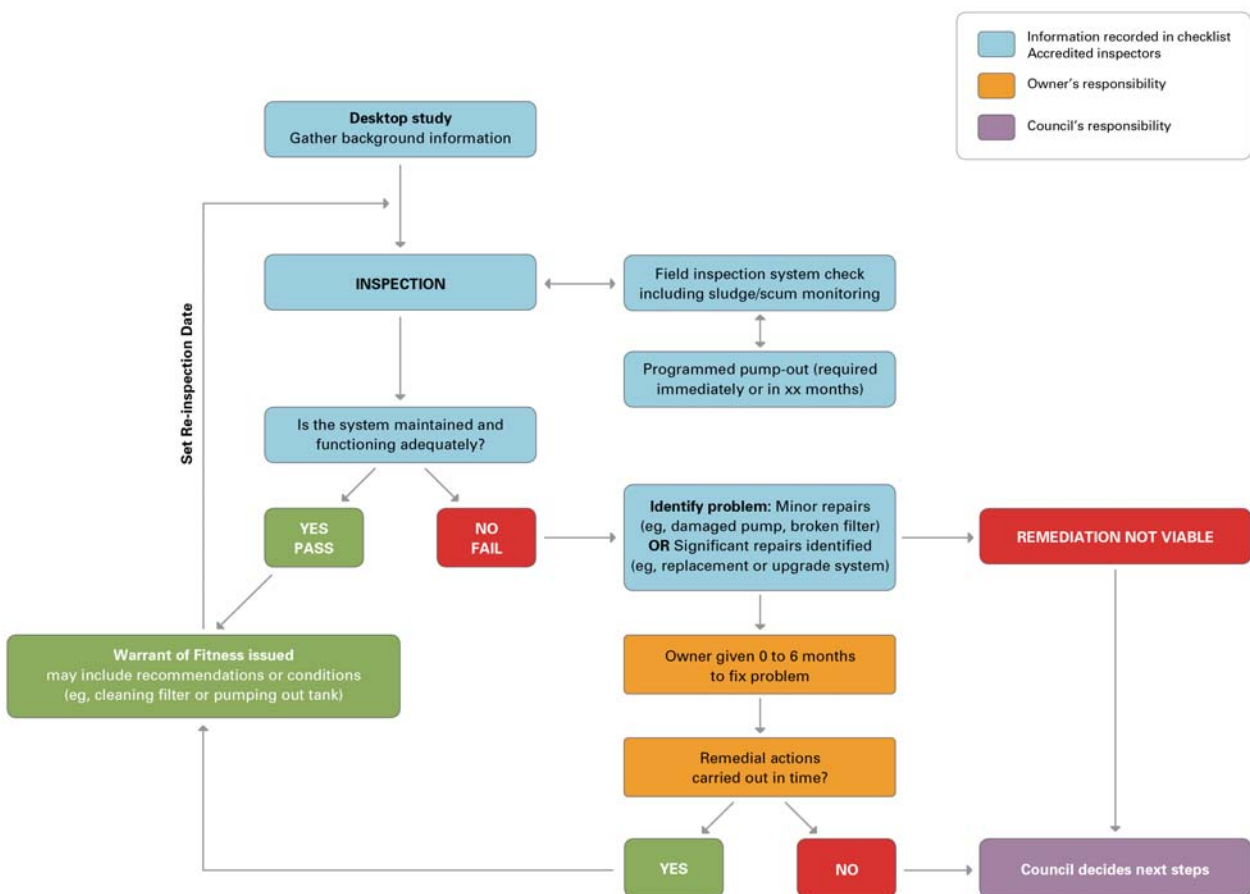 Information recorded in checklist
Accredited inspectors
Owner's responsibility
Council's responsibility
Desktop study
Gather background information
Set Re-inspection Date
INSPECTION
Field inspection system check
including sludge/scum monitoring
Programmed pump-out (required
immediately or in xx months)
Is the system maintained and
functioning adequately?
YES
PASS
NO
FAIL
Identify problem: Minor repairs
(eg, damaged pump, broken filter)
OR Significant repairs identified
(eg, replacement or upgrade system)
REMEDIATION NOT VIABLE
Warrant of Fitness issued
may include recommendations or conditions
(eg, cleaning filter or pumping out tank)
Owner given 0 to 6 months
to fix problem
Remedial actions
carried out in time?
YES
NO
Council decides next steps